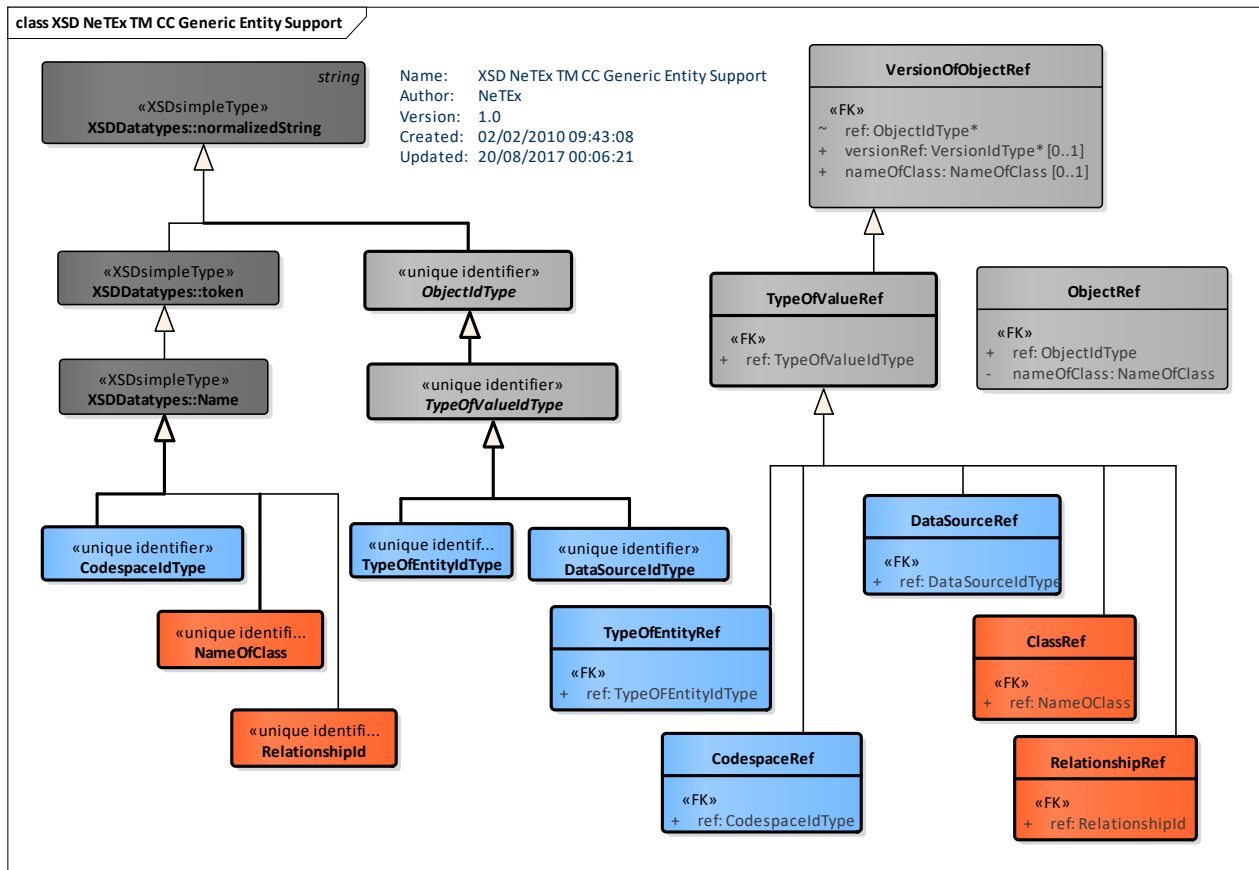 class XSD NeTEx TM CC Generic Entity Support
string
«XSDsimpleType»
XSDDatatypes::normalizedString
Name: XSD NeTEx TM CC Generic Entity Support
Author: NeTEx
Version: 1.0
Created: 02/02/2010 09:43:08
Updated: 20/08/2017 00:06:21
VersionOfObjectRef
«FK»
~ ref: ObjectIdType*
+ versionRef: VersionIdType* [0..1]
+ nameOfClass: NameOfClass [0..1]
«XSDsimpleType»
XSDDatatypes::token
«unique identifier»
ObjectIdType
TypeOfValueRef
«FK»
+ ref: TypeOfValueIdType
ObjectRef
«FK»
+ ref: ObjectIdType
- nameOfClass: NameOfClass
«XSDsimpleType»
XSDDatatypes::Name
«unique identifier»
TypeOfValueIdType
«unique identifier»
CodespaceIdType
«unique identif...
TypeOfEntityIdType
«unique identifier»
DataSourceIdType
DataSourceRef
«FK»
+ ref: DataSourceIdType
«unique identifi...
NameOfClass
TypeOfEntityRef
«FK»
+ ref: TypeOFEntityIdType
ClassRef
«FK»
+ ref: NameOClass
«unique identifi...
RelationshipId
CodespaceRef
«FK»
+ ref: CodespaceIdType
RelationshipRef
«FK»
+ ref: RelationshipId